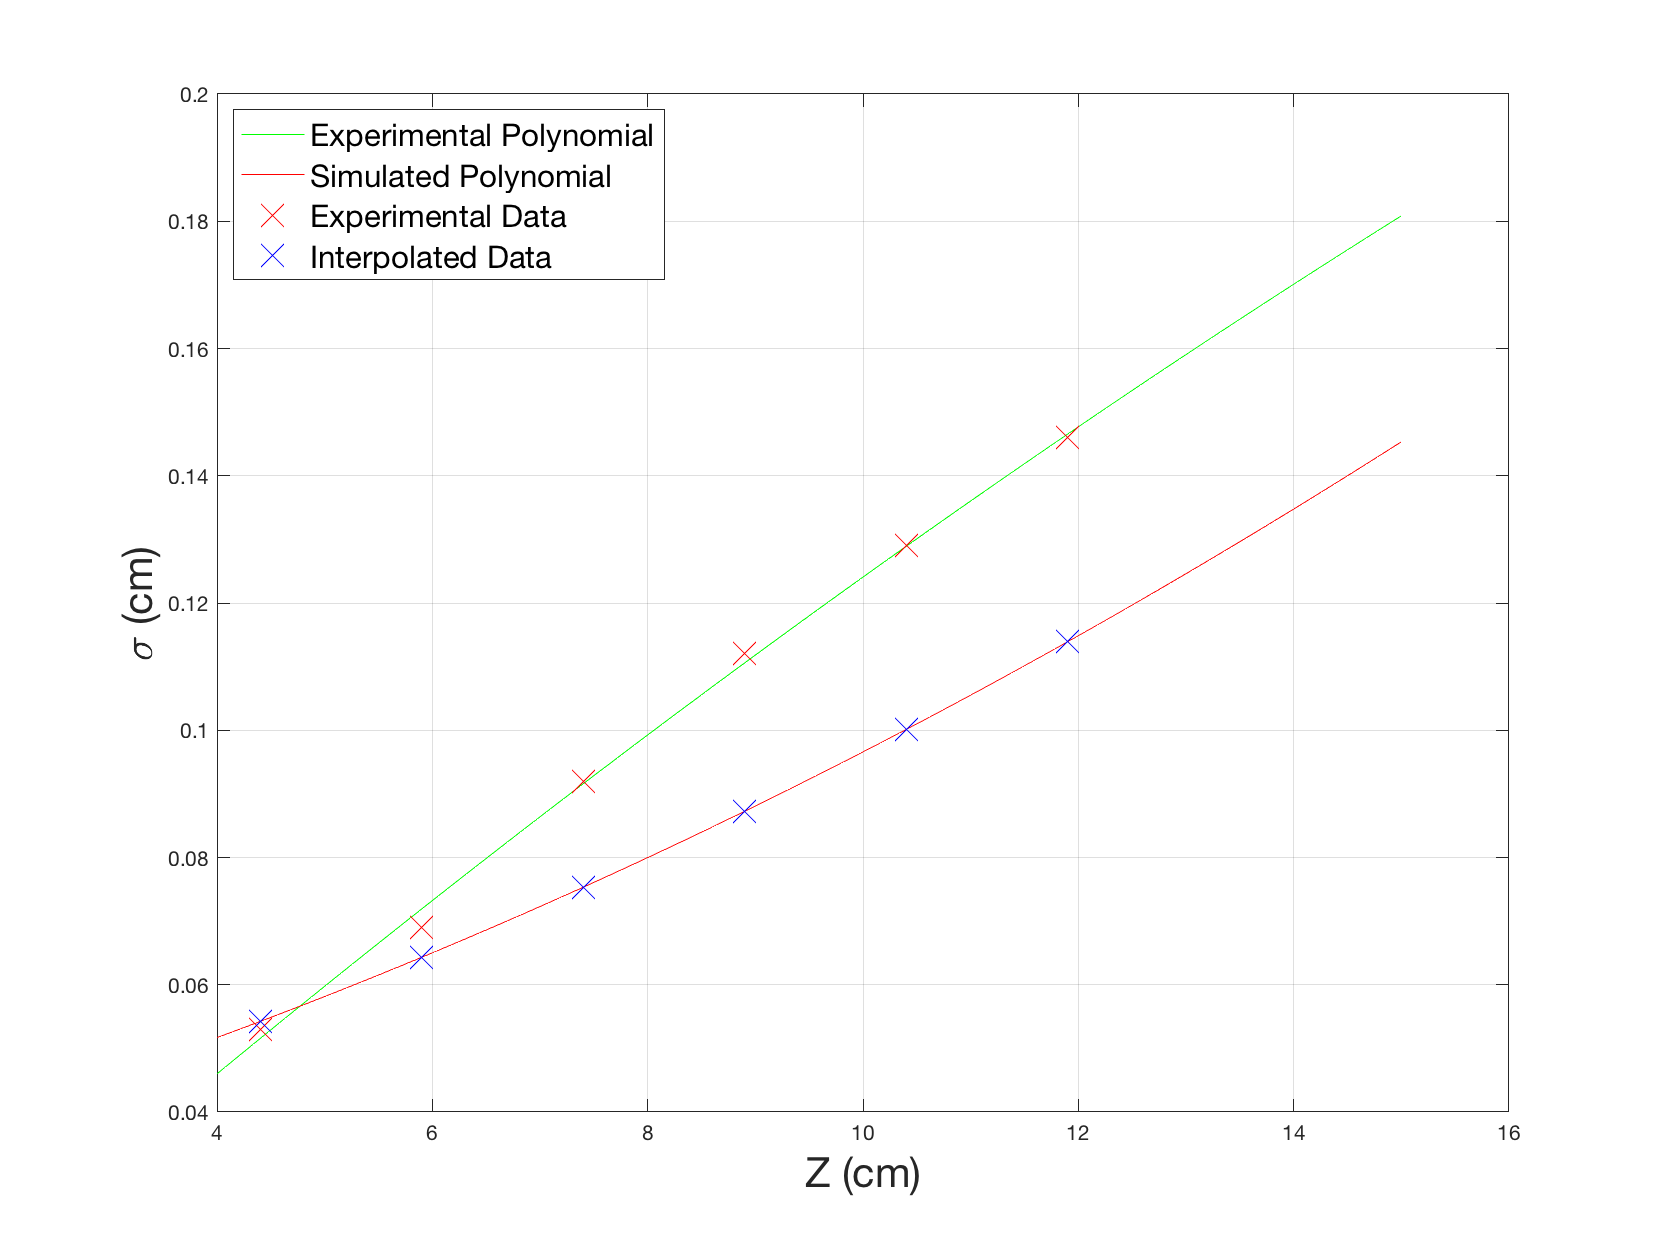 Experimental Polynomial
Simulated Polynomial
Experimental Data
Interpolated Data
0.2
0.18
0.16
0.14
0.12
0.1
0.08
0.06
0.04
σ (cm)
4 6 8 10 12 14 16
Z (cm)